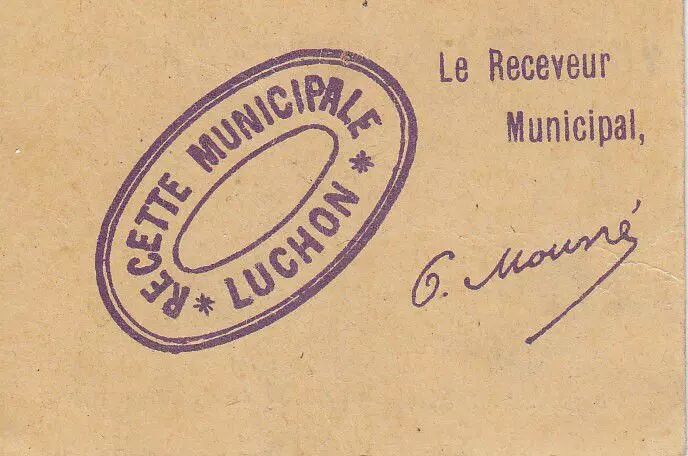 RECETTE MUNICIPALE
* LUCHON *
Le Receveur
Municipal,